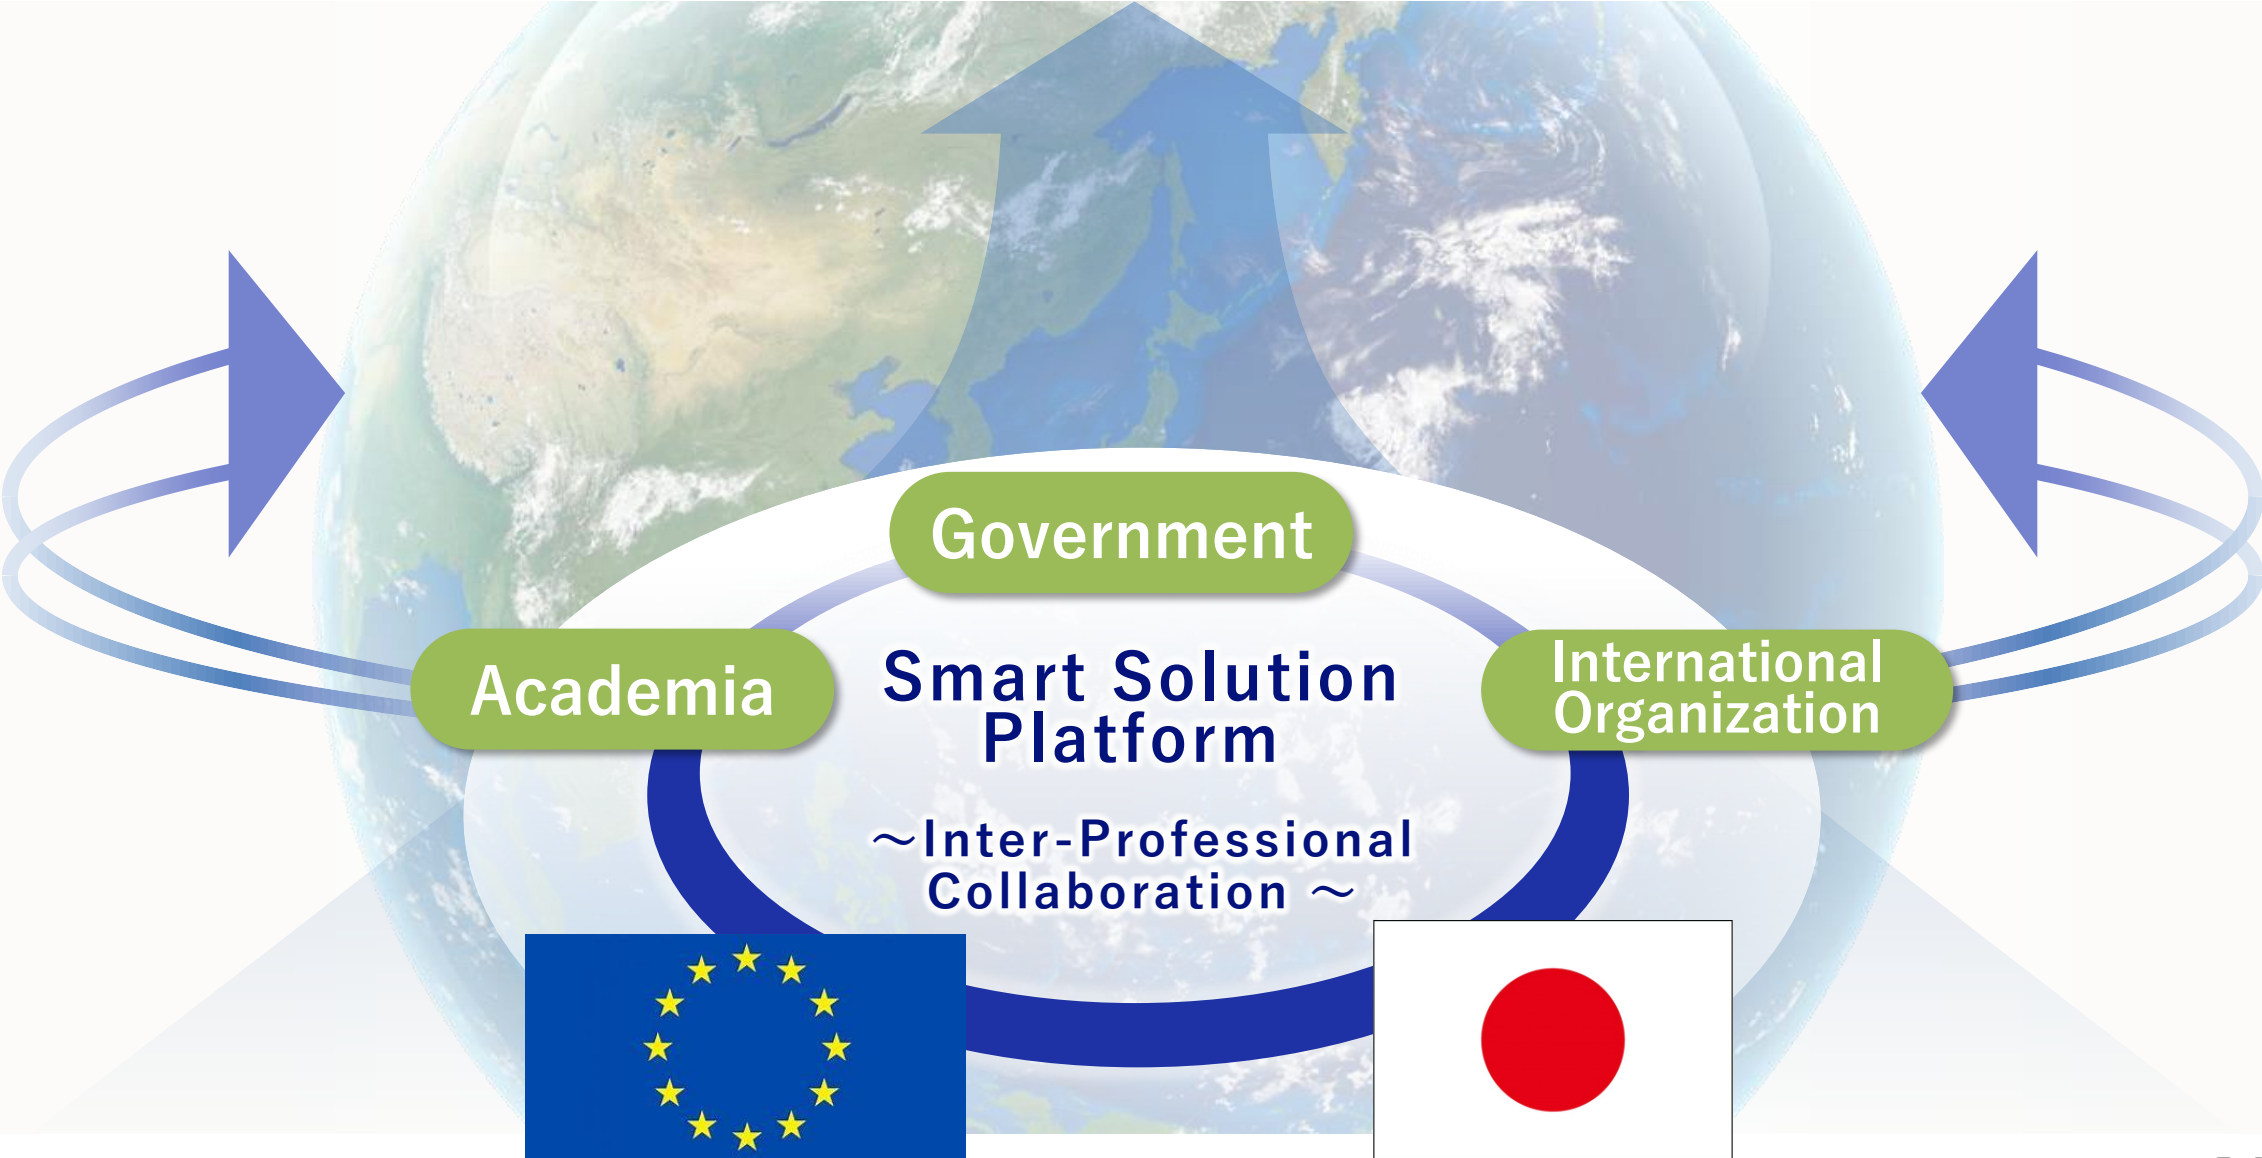 Government
Academia
Smart Solution
Platform
International
Organization
～Inter-Professional
Collaboration ～